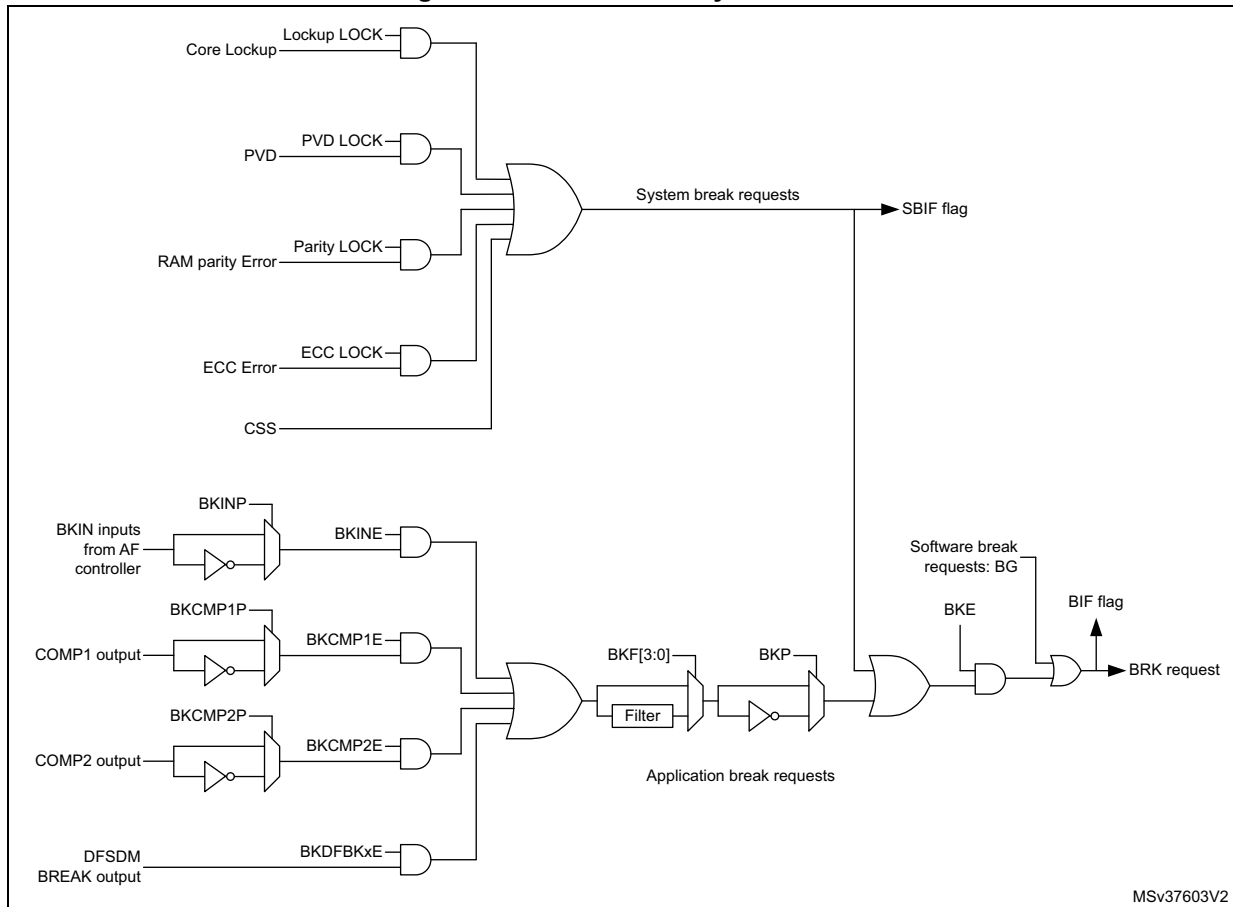 Lockup LOCK
Core Lockup
PVD LOCK
PVD
System break requests
SBIF flag
Parity LOCK
RAM parity Error
ECC LOCK
ECC Error
CSS
BKINP
BKIN inputs
from AF
controller
BKINE
Software break
requests: BG
BKCMP1P
BKE
BIF flag
COMP1 output
BKCMP1E
BKF[3:0]
BKP
BRK request
Filter
BKCMP2P
COMP2 output
BKCMP2E
Application break requests
DFSDM
BREAK output
BKDFBKxE
MSv37603V2